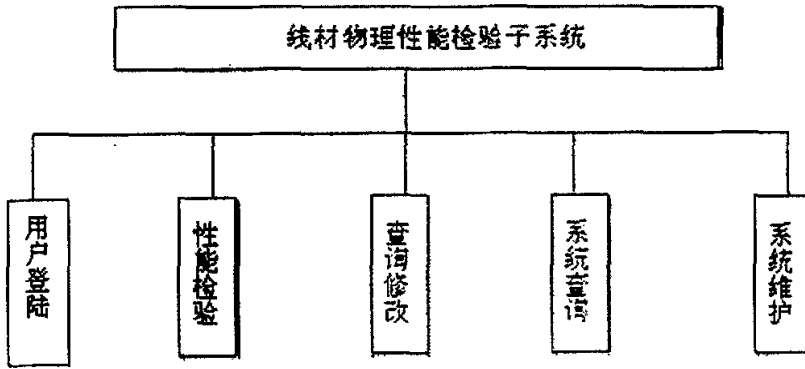 线材物理性能检验子系统
用户登陆
性能检验
查询修改
系统查询
系统维护